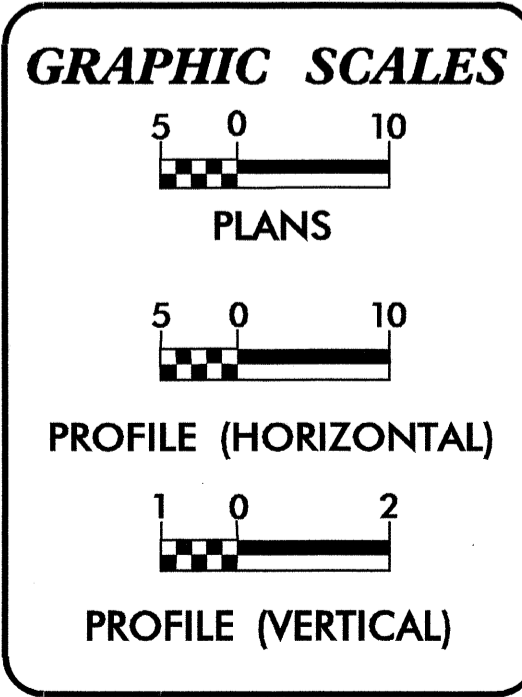 GRAPHIC SCALES
5 0 10
PLANS
5 0 10
PROFILE (HORIZONTAL)
1 0 2
PROFILE (VERTICAL)